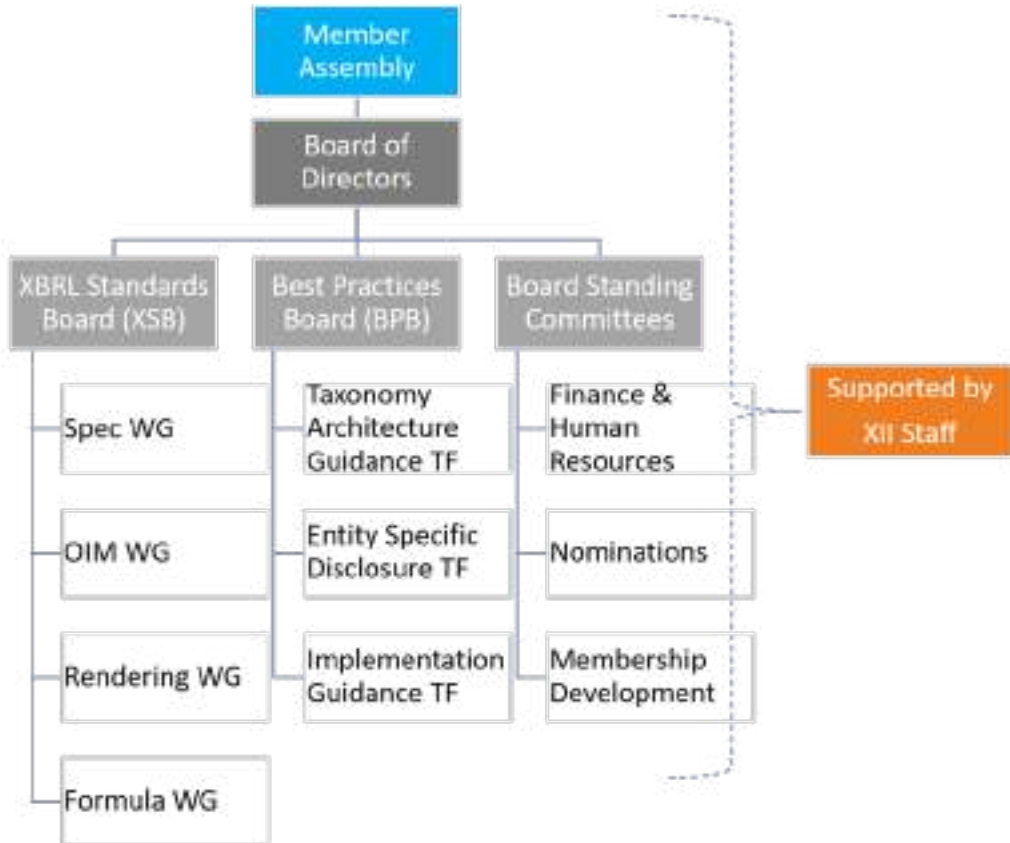 Member
Assembly
Board of
Directors
XBRL Standards
Board (XSB)
Best Practices
Board (BPB)
Board Standing
Committees
Spec WG
OIM WG
Rendering WG
Formula WG
Taxonomy
Architecture
Guidance TF
Entity Specific
Disclosure TF
Implementation
Guidance TF
Finance &
Human
Resources
Nominations
Membership
Development
Supported by
XII Staff